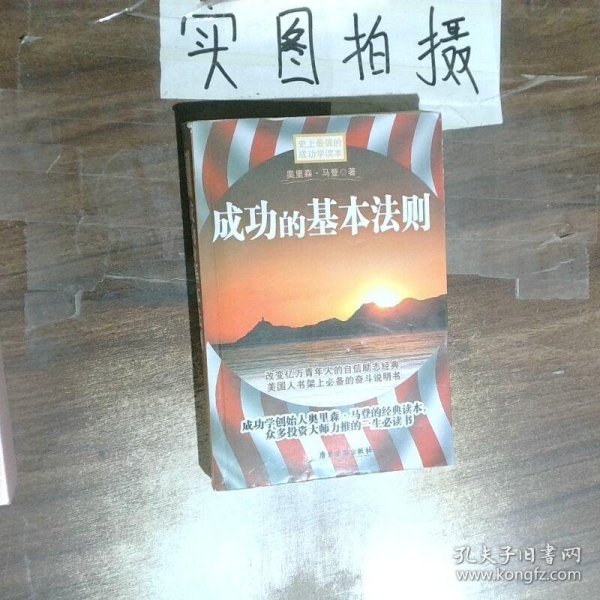 实图拍摄
史上最强的
成功学读本
奥里森·马登◎著
成功的基本法则
改变亿万青年人的自信励志经典,
美国人书架上必备的奋斗说明书
成功学创始人奥里森·马登的经典读本,
众多投资大师力推的一生必读书
孔夫子旧书网
www.kongfz.com